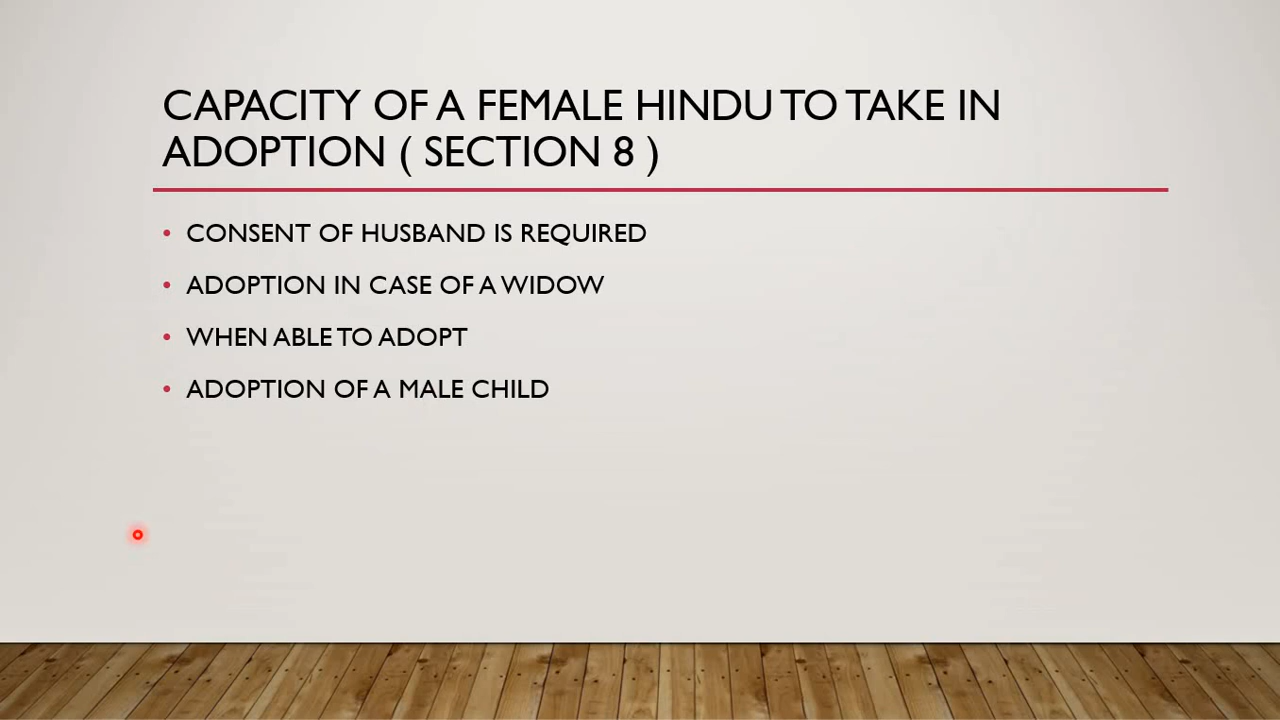 CAPACITY OF A FEMALE HINDU TO TAKE IN
ADOPTION ( SECTION 8 )
• CONSENT OF HUSBAND IS REQUIRED
• ADOPTION IN CASE OF A WIDOW
• WHEN ABLE TO ADOPT
• ADOPTION OF A MALE CHILD